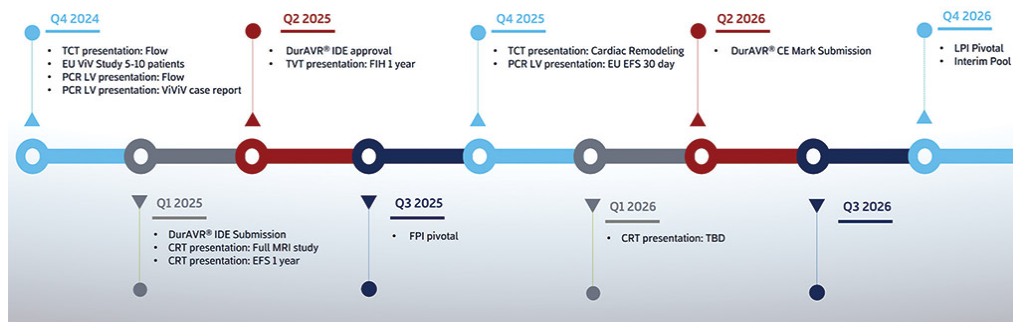 Q4 2024
• TCT presentation: Flow
• EU ViV Study 5-10 patients
• PCR LV presentation: Flow
• PCR LV presentation: ViViV case report
Q1 2025
• DurAVR® IDE Submission
• CRT presentation: Full MRI study
• CRT presentation: EFS 1 year
Q2 2025
• DurAVR® IDE approval
• TVT presentation: FIH 1 year
Q3 2025
• FPI pivotal
Q4 2025
• TCT presentation: Cardiac Remodeling
• PCR LV presentation: EU EFS 30 day
Q1 2026
• CRT presentation: TBD
Q2 2026
• DurAVR® CE Mark Submission
Q3 2026
Q4 2026
• LPI Pivotal
• Interim Pool